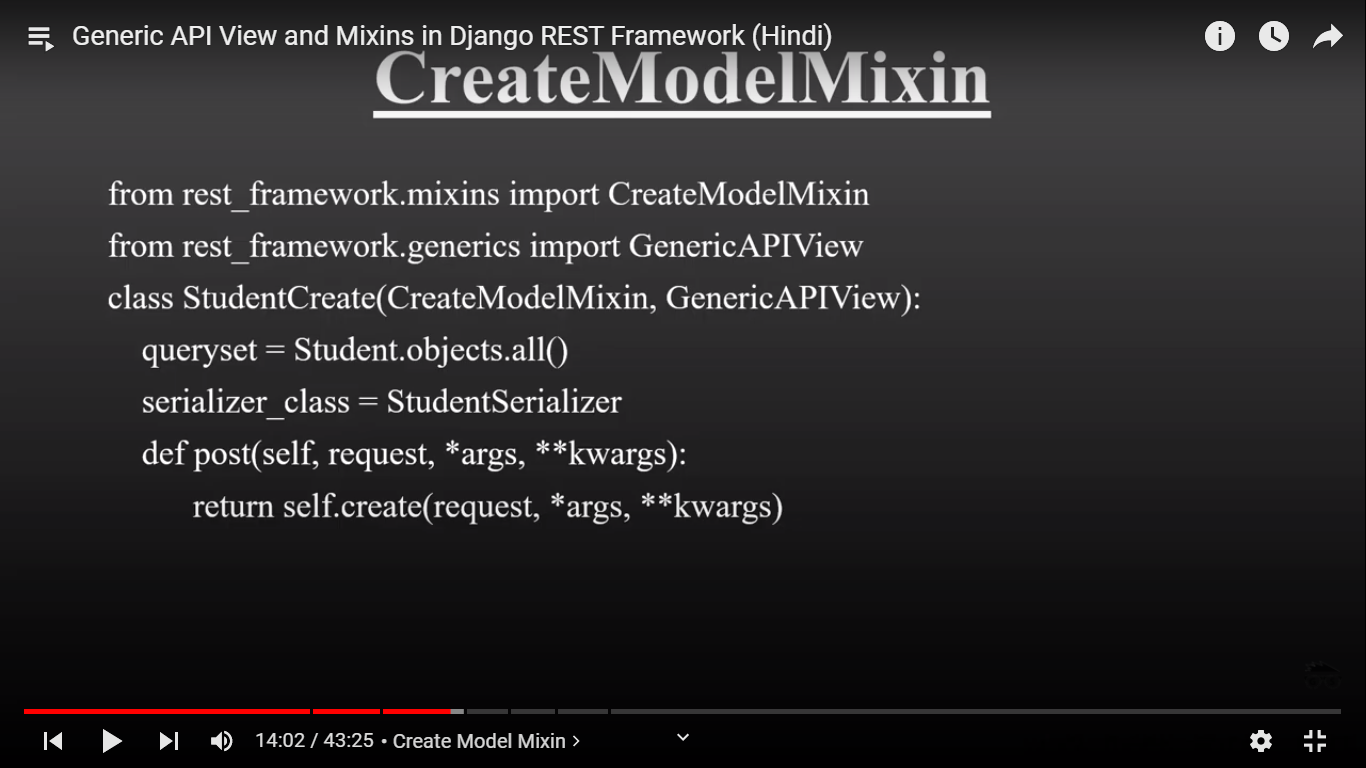 Generic API View and Mixins in Django REST Framework (Hindi)
CreateModelMixin
from rest_framework.mixins import CreateModelMixin
from rest_framework.generics import GenericAPIView
class StudentCreate(CreateModelMixin, GenericAPIView):
queryset = Student.objects.all()
serializer_class = StudentSerializer
def post(self, request, *args, **kwargs):
return self.create(request, *args, **kwargs)
14:02 / 43:25 • Create Model Mixin >